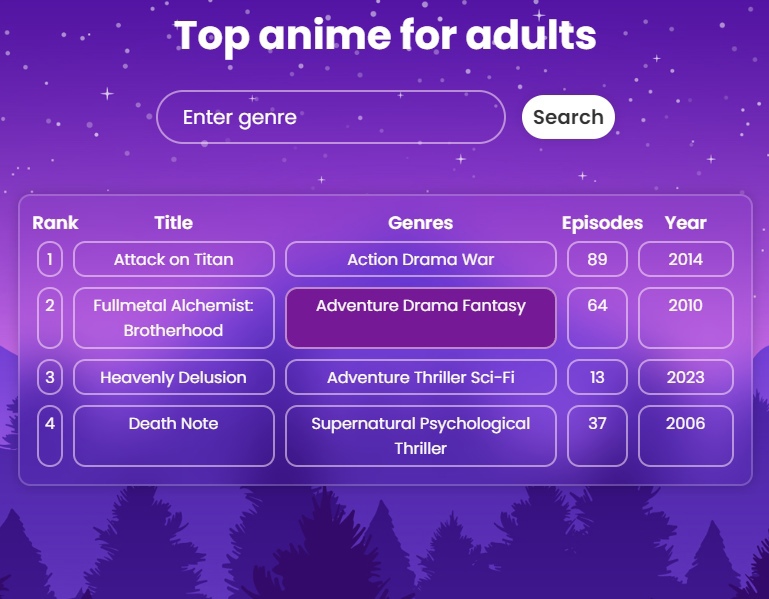 Top anime for adults
Enter genre
Search
Rank Title Genres Episodes Year
1 Attack on Titan Action Drama War 89 2014
2 Fullmetal Alchemist: Adventure Drama Fantasy 64 2010
Brotherhood
3 Heavenly Delusion Adventure Thriller Sci-Fi 13 2023
4 Death Note Supernatural Psychological 37 2006
Thriller